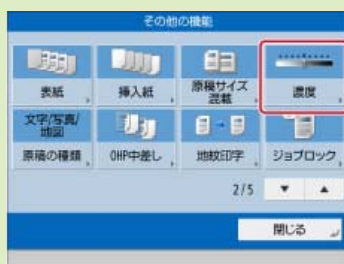 その他の機能
表紙
挿入紙
原稿サイズ
混載
濃度
文字/写真/
地図
原稿の種類
OHP中差し
地紋印字
ジョブロック
2/5
閉じる